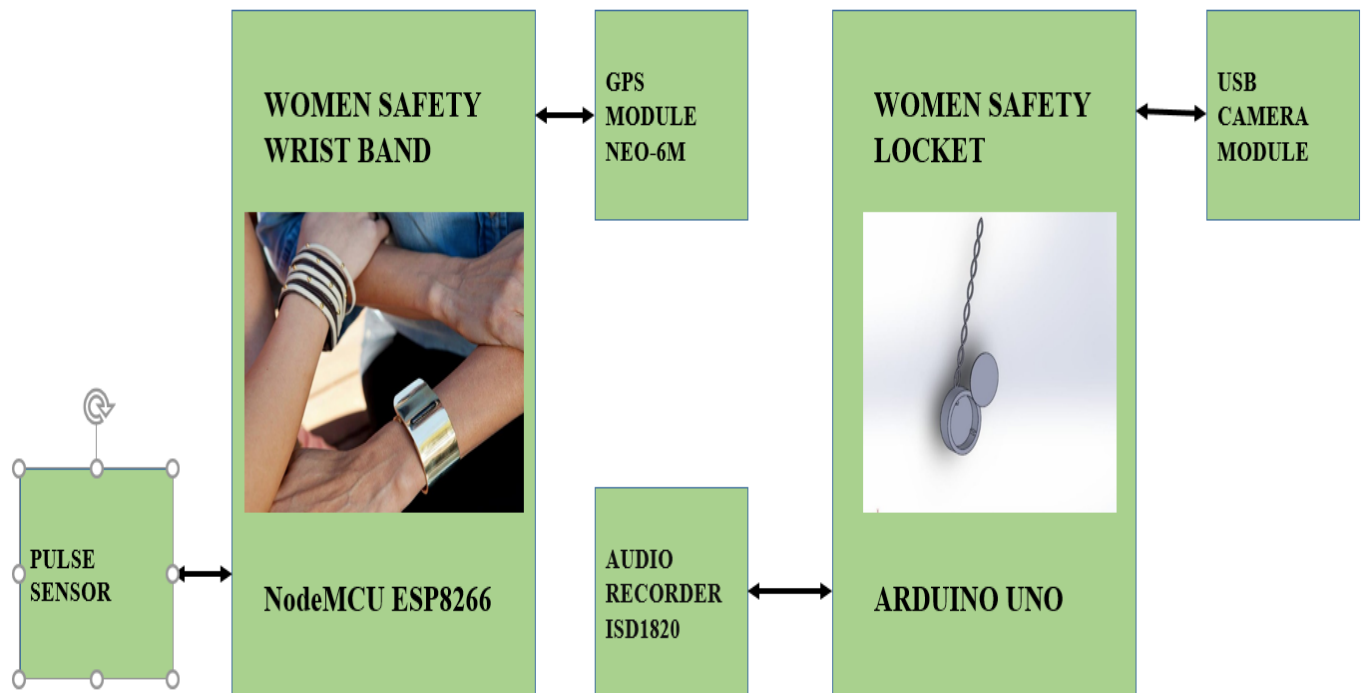 WOMEN SAFETY
WRIST BAND
NodeMCU ESP8266
PULSE
SENSOR
GPS
MODULE
NEO-6M
AUDIO
RECORDER
ISD1820
WOMEN SAFETY
LOCKET
ARDUINO UNO
USB
CAMERA
MODULE